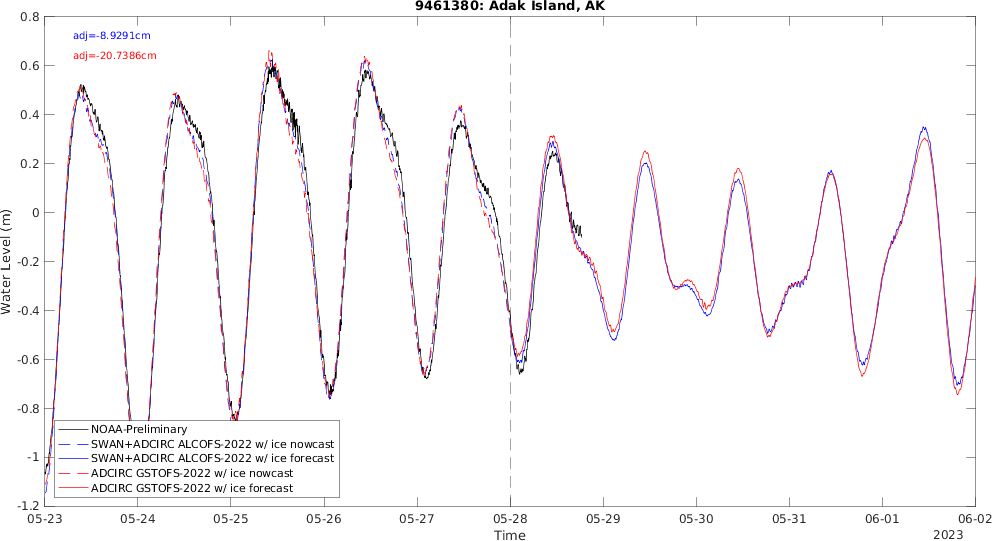 9461380: Adak Island, AK
adj=-8.9291cm
adj=-20.7386cm
0.8
0.6
0.4
0.2
0
-0.2
-0.4
-0.6
-0.8
-1
-1.2
Water Level (m)
NOAA-Preliminary
SWAN+ADCIRC ALCOFS-2022 w/ ice nowcast
SWAN+ADCIRC ALCOFS-2022 w/ ice forecast
ADCIRC GSTOFS-2022 w/ ice nowcast
ADCIRC GSTOFS-2022 w/ ice forecast
05-23 05-24 05-25 05-26 05-27 05-28 05-29 05-30 05-31 06-01 06-02
Time
2023